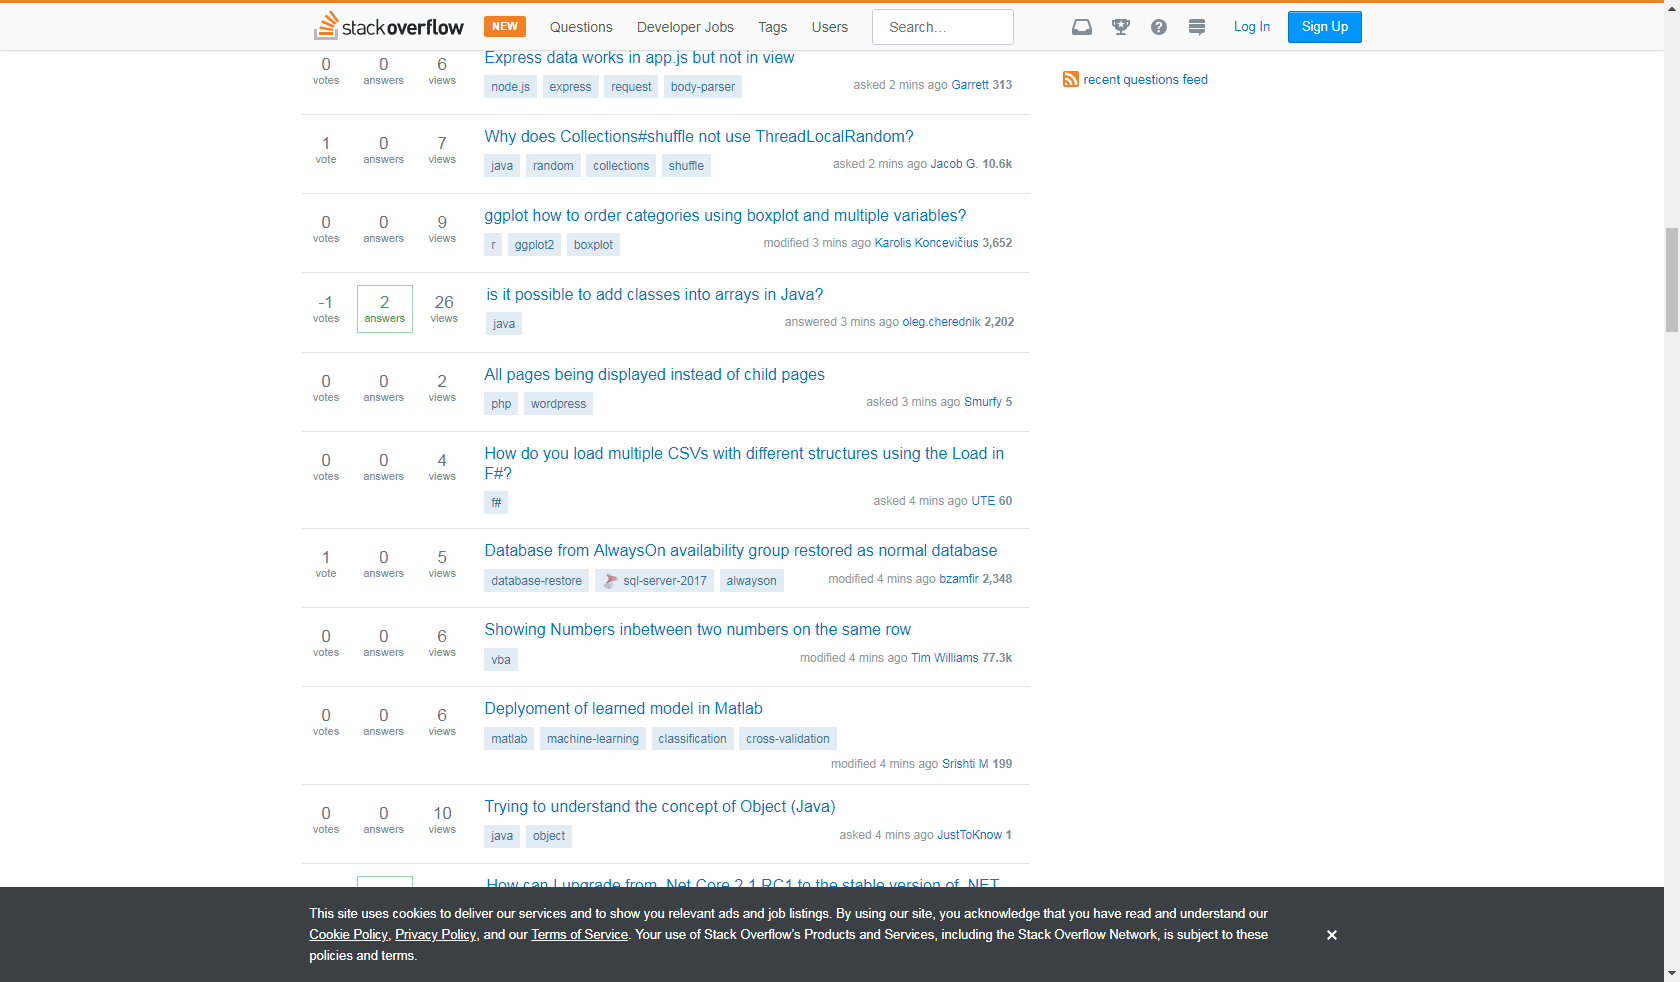 stackoverflow NEW Questions Developer Jobs Tags Users Search… Log In Sign Up
0 votes 0 answers 6 views
Express data works in app.js but not in view
node.js express request body-parser
asked 2 mins ago Garrett 313
recent questions feed
1 vote 0 answers 7 views
Why does Collections#shuffle not use ThreadLocalRandom?
java random collections shuffle
asked 2 mins ago Jacob G. 10.6k
0 votes 0 answers 9 views
ggplot how to order categories using boxplot and multiple variables?
r ggplot2 boxplot
modified 3 mins ago Karolis Koncevičius 3,652
-1 votes 2 answers 26 views
is it possible to add classes into arrays in Java?
java
answered 3 mins ago oleg.cherednik 2,202
0 votes 0 answers 2 views
All pages being displayed instead of child pages
php wordpress
asked 3 mins ago Smurfy 5
0 votes 0 answers 4 views
How do you load multiple CSVs with different structures using the Load in
F#?
f#
asked 4 mins ago UTE 60
1 vote 0 answers 5 views
Database from AlwaysOn availability group restored as normal database
database-restore sql-server-2017 alwayson
modified 4 mins ago bzamfir 2,348
0 votes 0 answers 6 views
Showing Numbers inbetween two numbers on the same row
vba
modified 4 mins ago Tim Williams 77.3k
0 votes 0 answers 6 views
Deplyoment of learned model in Matlab
matlab machine-learning classification cross-validation
modified 4 mins ago Srishti M 199
0 votes 0 answers 10 views
Trying to understand the concept of Object (Java)
java object
asked 4 mins ago JustToKnow 1
How can I upgrade from .Net Core 2.1 RC1 to the stable version of .NET
This site uses cookies to deliver our services and to show you relevant ads and job listings. By using our site, you acknowledge that you have read and understand our
Cookie Policy, Privacy Policy, and our Terms of Service. Your use of Stack Overflow's Products and Services, including the Stack Overflow Network, is subject to these
policies and terms.